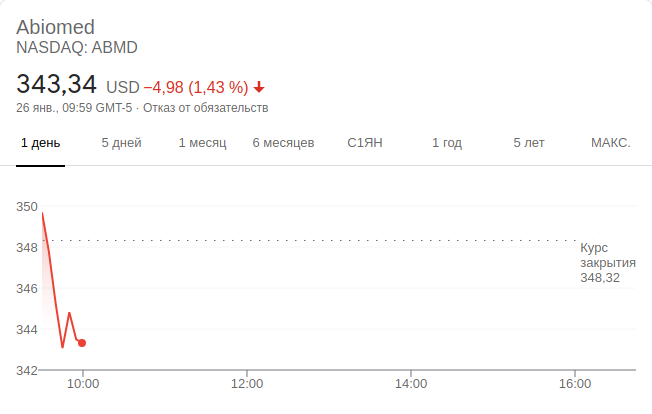 Abiomed
NASDAQ: ABMD
343,34 USD −4,98 (1,43 %)
26 янв., 09:59 GMT-5 · Отказ от обязательств
1 день 5 дней 1 месяц 6 месяцев С1ЯН 1 год 5 лет МАКС.
350
348
346
344
342
Курс
закрытия
348,32
10:00 12:00 14:00 16:00